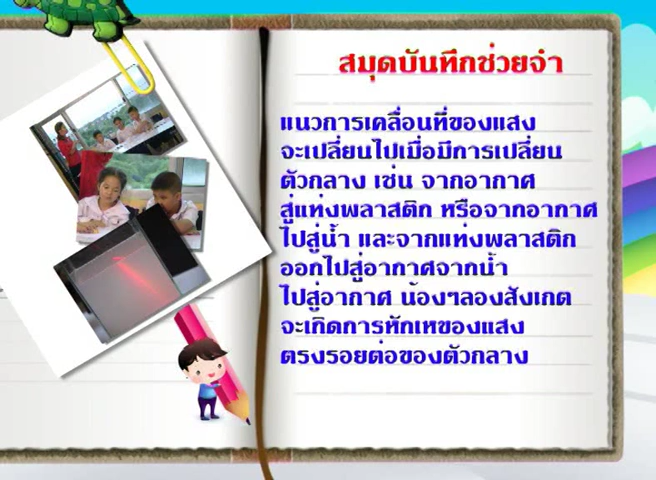 สมุดบันทึกช่วยจำ
แนวการเคลื่อนที่ของแสง
จะเปลี่ยนไปเมื่อมีการเปลี่ยน
ตัวกลาง เช่น จากอากาศ
สู่แท่งพลาสติก หรือจากอากาศ
ไปสู่น้ำ และจากแท่งพลาสติก
ออกไปสู่อากาศจากน้ำ
ไปสู่อากาศ น้องๆลองสังเกต
จะเกิดการหักเหของแสง
ตรงรอยต่อของตัวกลาง